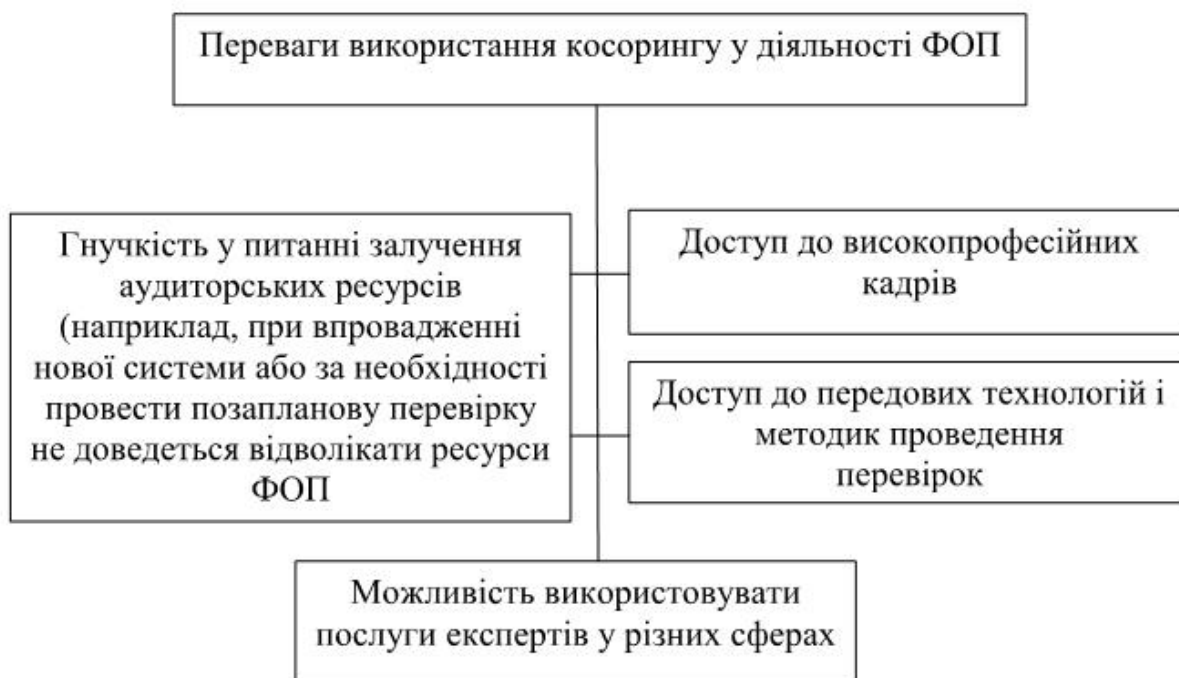 Переваги використання косорингу у діяльності ФОП
Гнучкість у питанні залучення
аудиторських ресурсів
(наприклад, при впровадженні
нової системи або за необхідності
провести позапланову перевірку
не доведеться відволікати ресурси
ФОП
Доступ до високопрофесійних
кадрів
Доступ до передових технологій і
методик проведення
перевірок
Можливість використовувати
послуги експертів у різних сферах